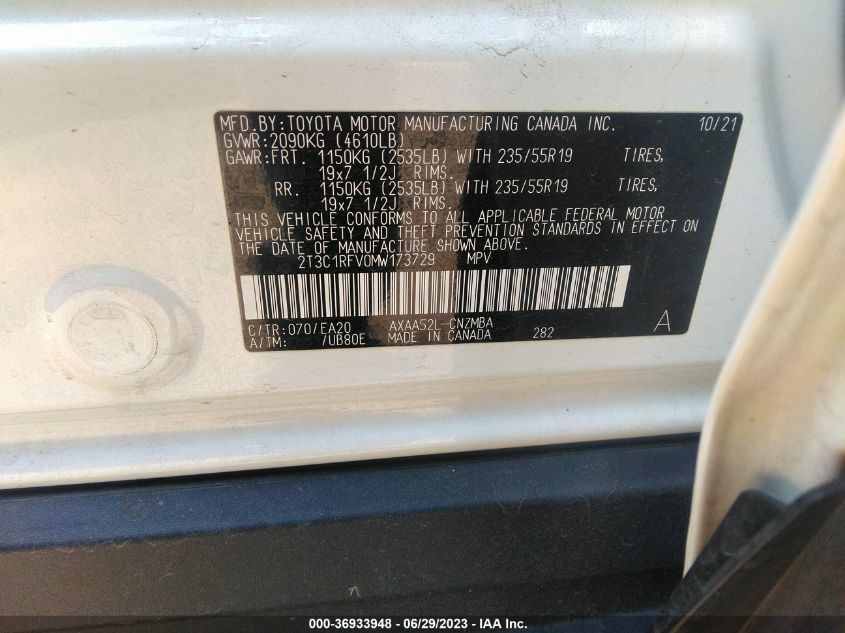 MFD.BY:TOYOTA MOTOR MANUFACTURING CANADA INC. 10/21
GVWR:2090KG (4610LB)
GAWR:FRT. 1150KG (2535LB) WITH 235/55R19 TIRES,
19x7 1/2J RIMS.
RR. 1150KG (2535LB) WITH 235/55R19 TIRES,
19x7 1/2J RIMS.
THIS VEHICLE CONFORMS TO ALL APPLICABLE FEDERAL MOTOR
VEHICLE SAFETY AND THEFT PREVENTION STANDARDS IN EFFECT ON
THE DATE OF MANUFACTURE SHOWN ABOVE.
2T3C1RFV0MW173729 MPV
C/TR:070/EA20 AXAA52L-CNZMBA A
A/TM: /UB80E MADE IN CANADA 282
000-36933948 - 06/29/2023 - IAA Inc.